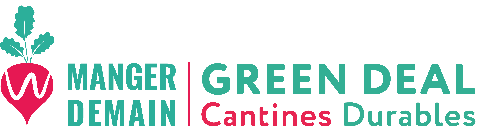 MANGER
DEMAIN
GREEN DEAL
Cantines Durables